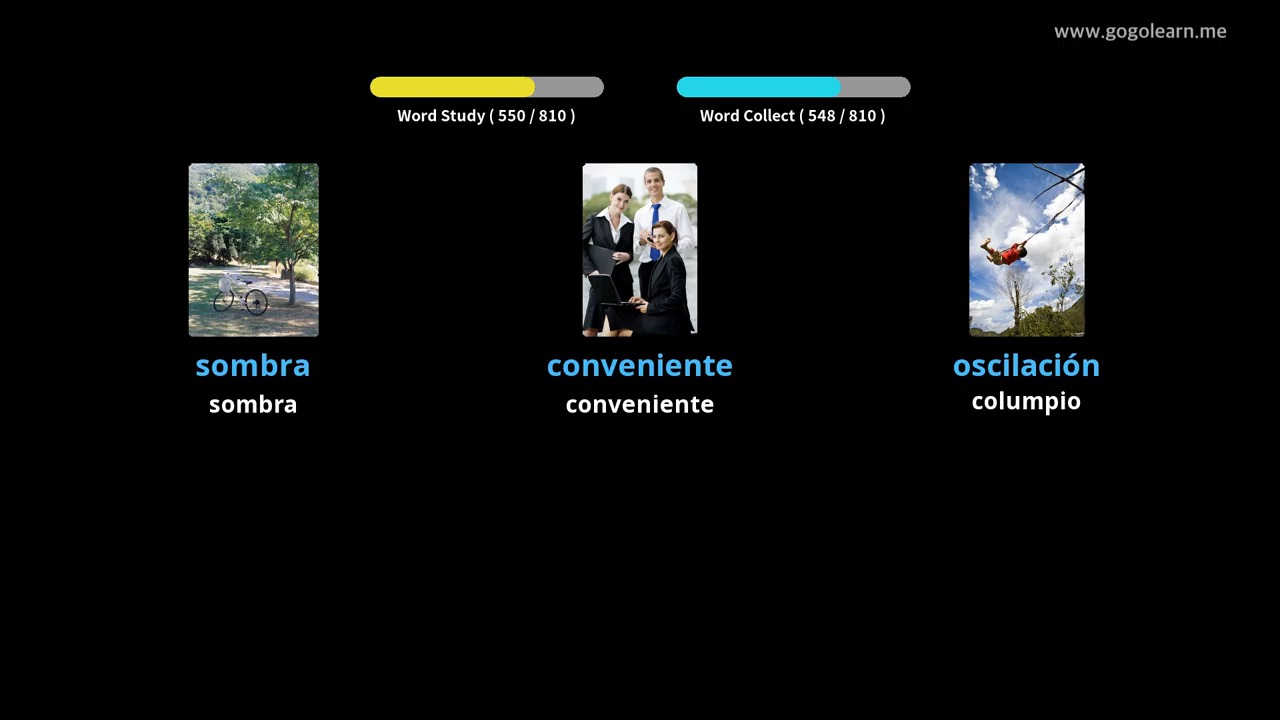 www.gogolearn.me
Word Study ( 550 / 810 )
Word Collect ( 548 / 810 )
sombra
sombra
conveniente
conveniente
oscilación
columpio